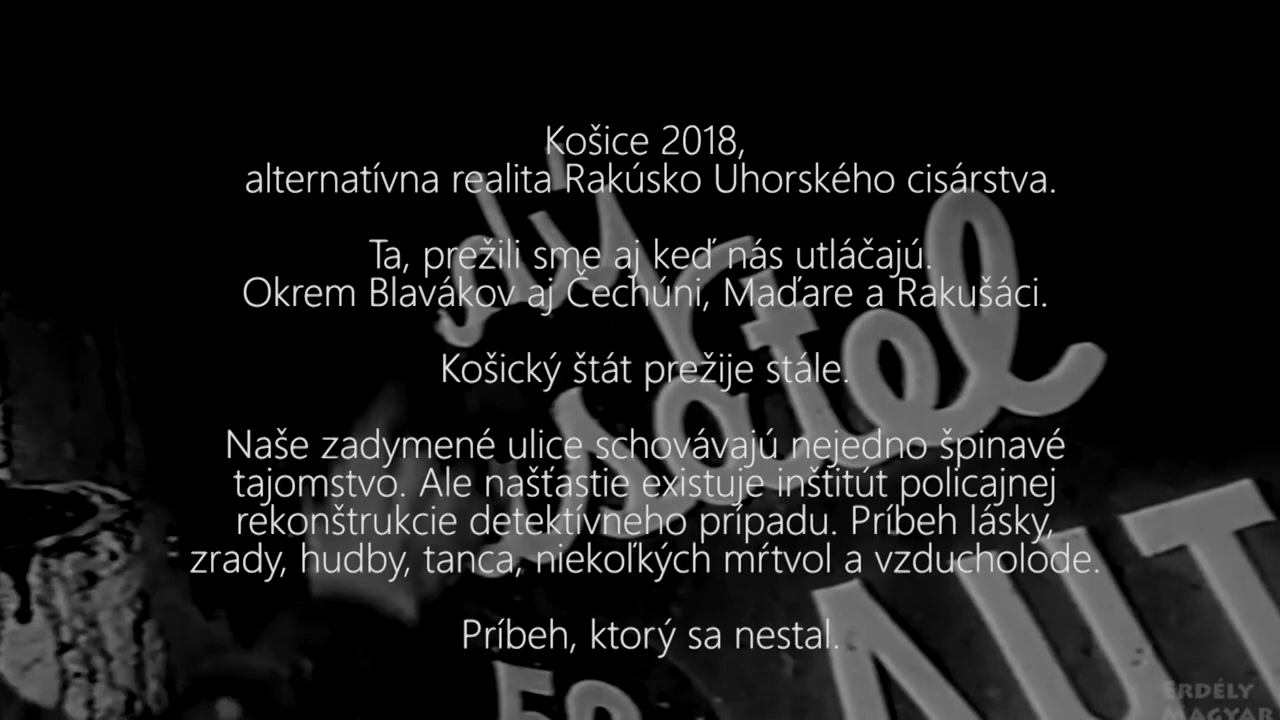 Košice 2018,
alternatívna realita Rakúsko Uhorského cisárstva.
Ta, prežili sme aj keď nás utláčajú.
Okrem Blavákov aj Čechúni, Maďare a Rakušáci.
Košický štát prežije stále.
Naše zadymené ulice schovávajú nejedno špinavé
tajomstvo. Ale našťastie existuje inštitút policajnej
rekonštrukcie detektívneho prípadu. Príbeh lásky,
zrady, hudby, tanca, niekoľkých mŕtvol a vzducholode.
Príbeh, ktorý sa nestal.
AUT
ERDÉLY
MAGYAR